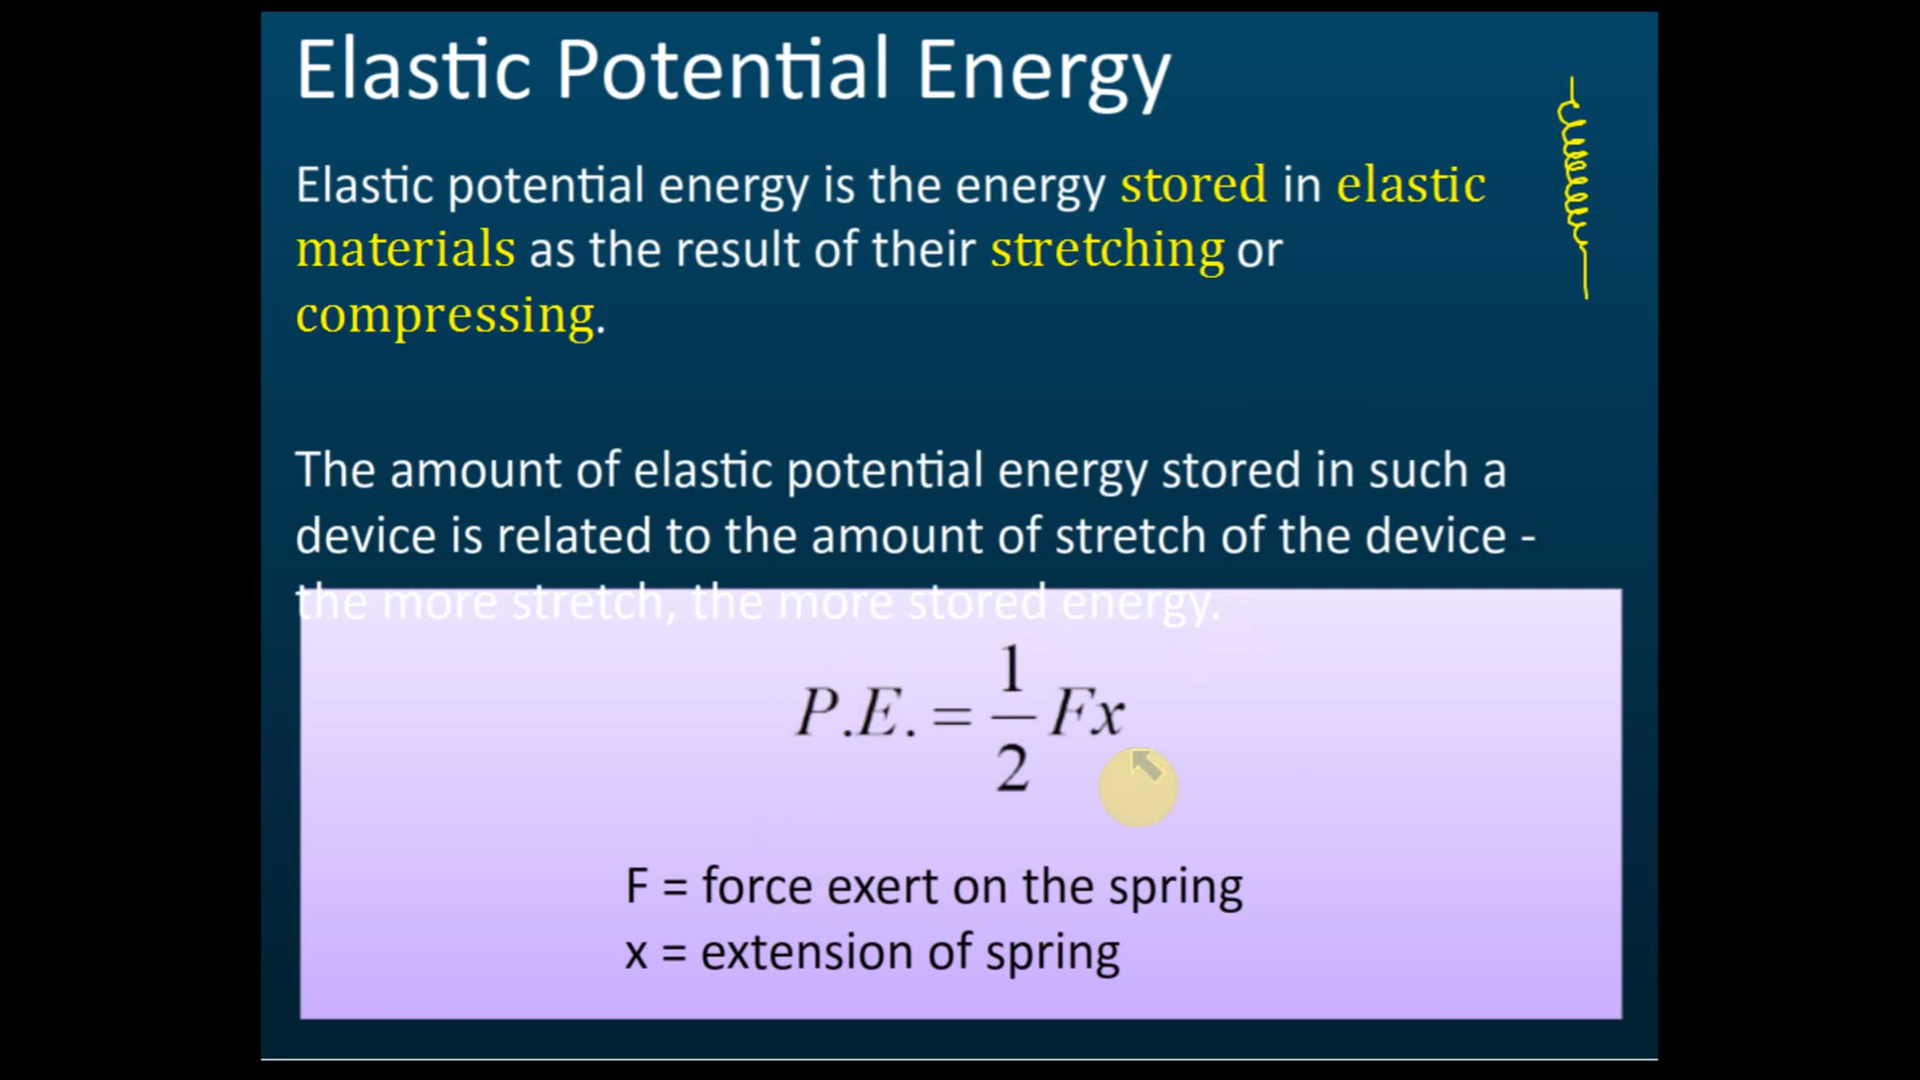 Elastic Potential Energy
Elastic potential energy is the energy stored in elastic
materials as the result of their stretching or
compressing.
The amount of elastic potential energy stored in such a
device is related to the amount of stretch of the device -
the more stretch, the more stored energy.
P.E. = 1/2 Fx
F = force exert on the spring
x = extension of spring